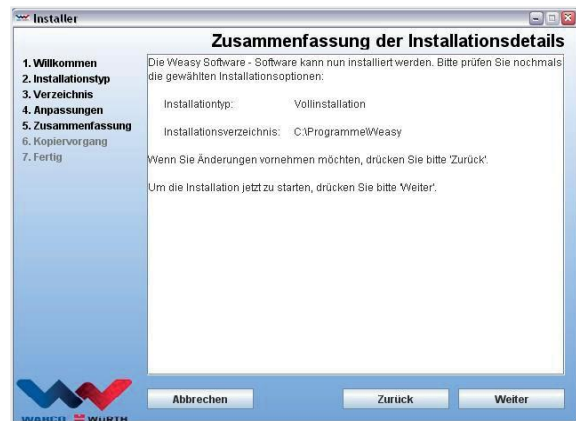 Installer
Zusammenfassung der Installationsdetails
1. Willkommen
2. Installationstyp
3. Verzeichnis
4. Anpassungen
5. Zusammenfassung
6. Kopiervorgang
7. Fertig
Die Weasy Software - Software kann nun installiert werden. Bitte prüfen Sie nochmals
die gewählten Installationsoptionen:
Installationtyp: Vollinstallation
Installationsverzeichnis: C:\Programme\Weasy
Wenn Sie Änderungen vornehmen möchten, drücken Sie bitte 'Zurück'.
Um die Installation jetzt zu starten, drücken Sie bitte 'Weiter'.
WABCO WÜRTH
Abbrechen Zurück Weiter